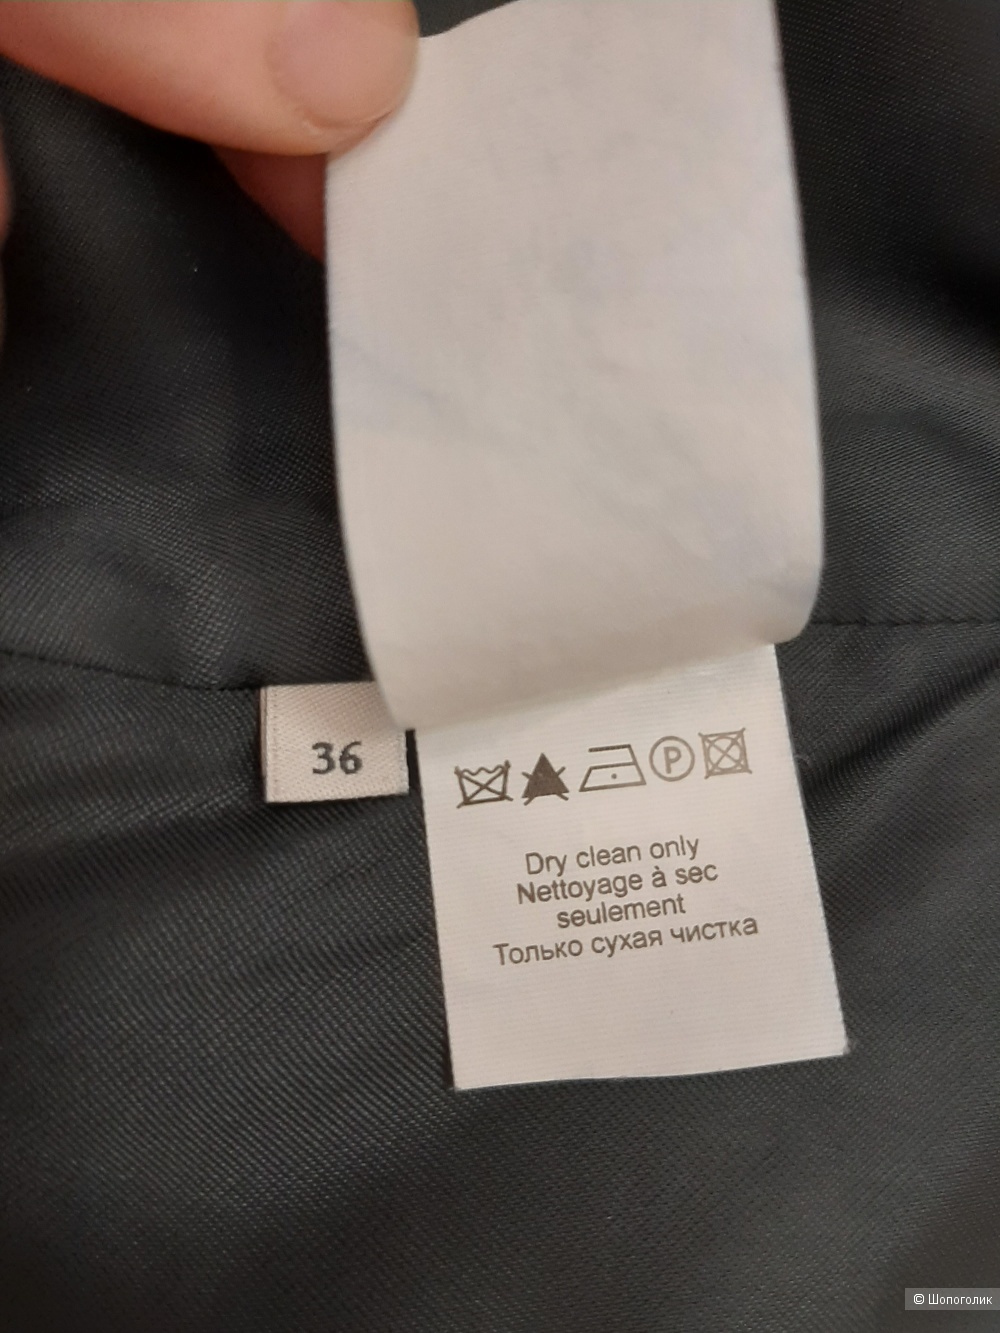 36
P
Dry clean only
Nettoyage à sec
seulement
Только сухая чистка
© Шопоголик